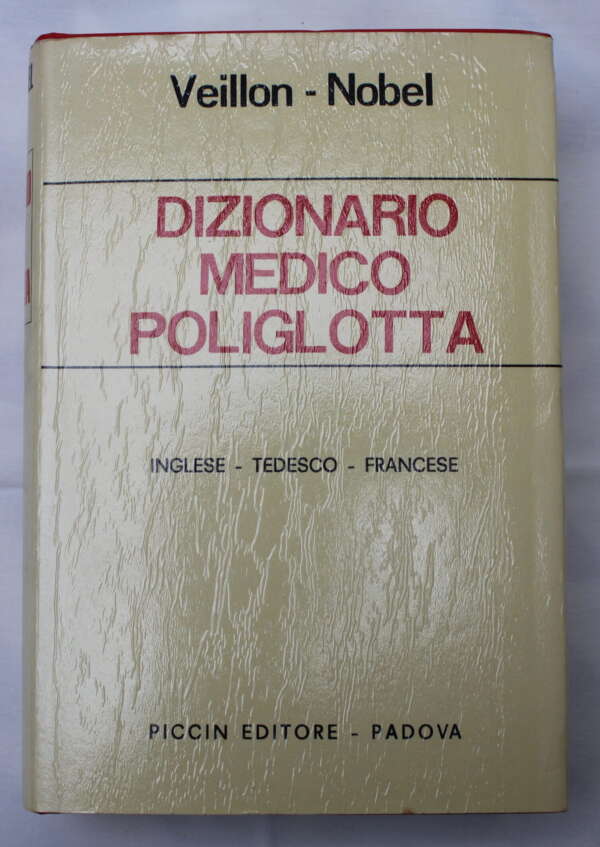 Veillon - Nobel
DIZIONARIO
MEDICO
POLIGLOTTA
INGLESE - TEDESCO - FRANCESE
PICCIN EDITORE - PADOVA